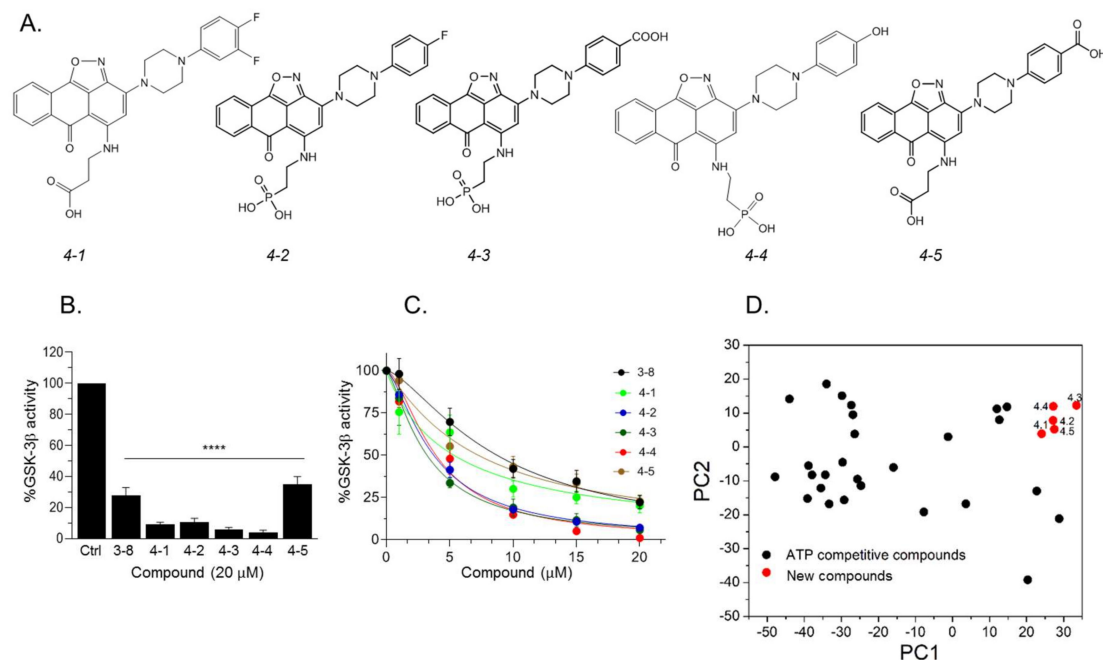 A.
F
F
O N
N
N
O
NH
O
OH
4-1
F
O N
N
N
O
NH
O
P
HO OH
4-2
COOH
O N
N
N
O
NH
O
P
HO OH
4-3
OH
O N
N
N
O
NH
P O
HO OH
4-4
O
OH
O N
N
N
O
NH
O
OH
4-5
B.
%GSK-3β activity
120
100
80
60
40
20
0
****
Ctrl 3-8 4-1 4-2 4-3 4-4 4-5
Compound (20 μM)
C.
%GSK-3β activity
100
75
50
25
0
3-8
4-1
4-2
4-3
4-4
4-5
0 5 10 15 20
Compound (μM)
D.
PC2
30
20
10
0
-10
-20
-30
-40
-50
4.4
4.3
4.1
4.2
4.5
ATP competitive compounds
New compounds
-50 -40 -30 -20 -10 0 10 20 30
PC1